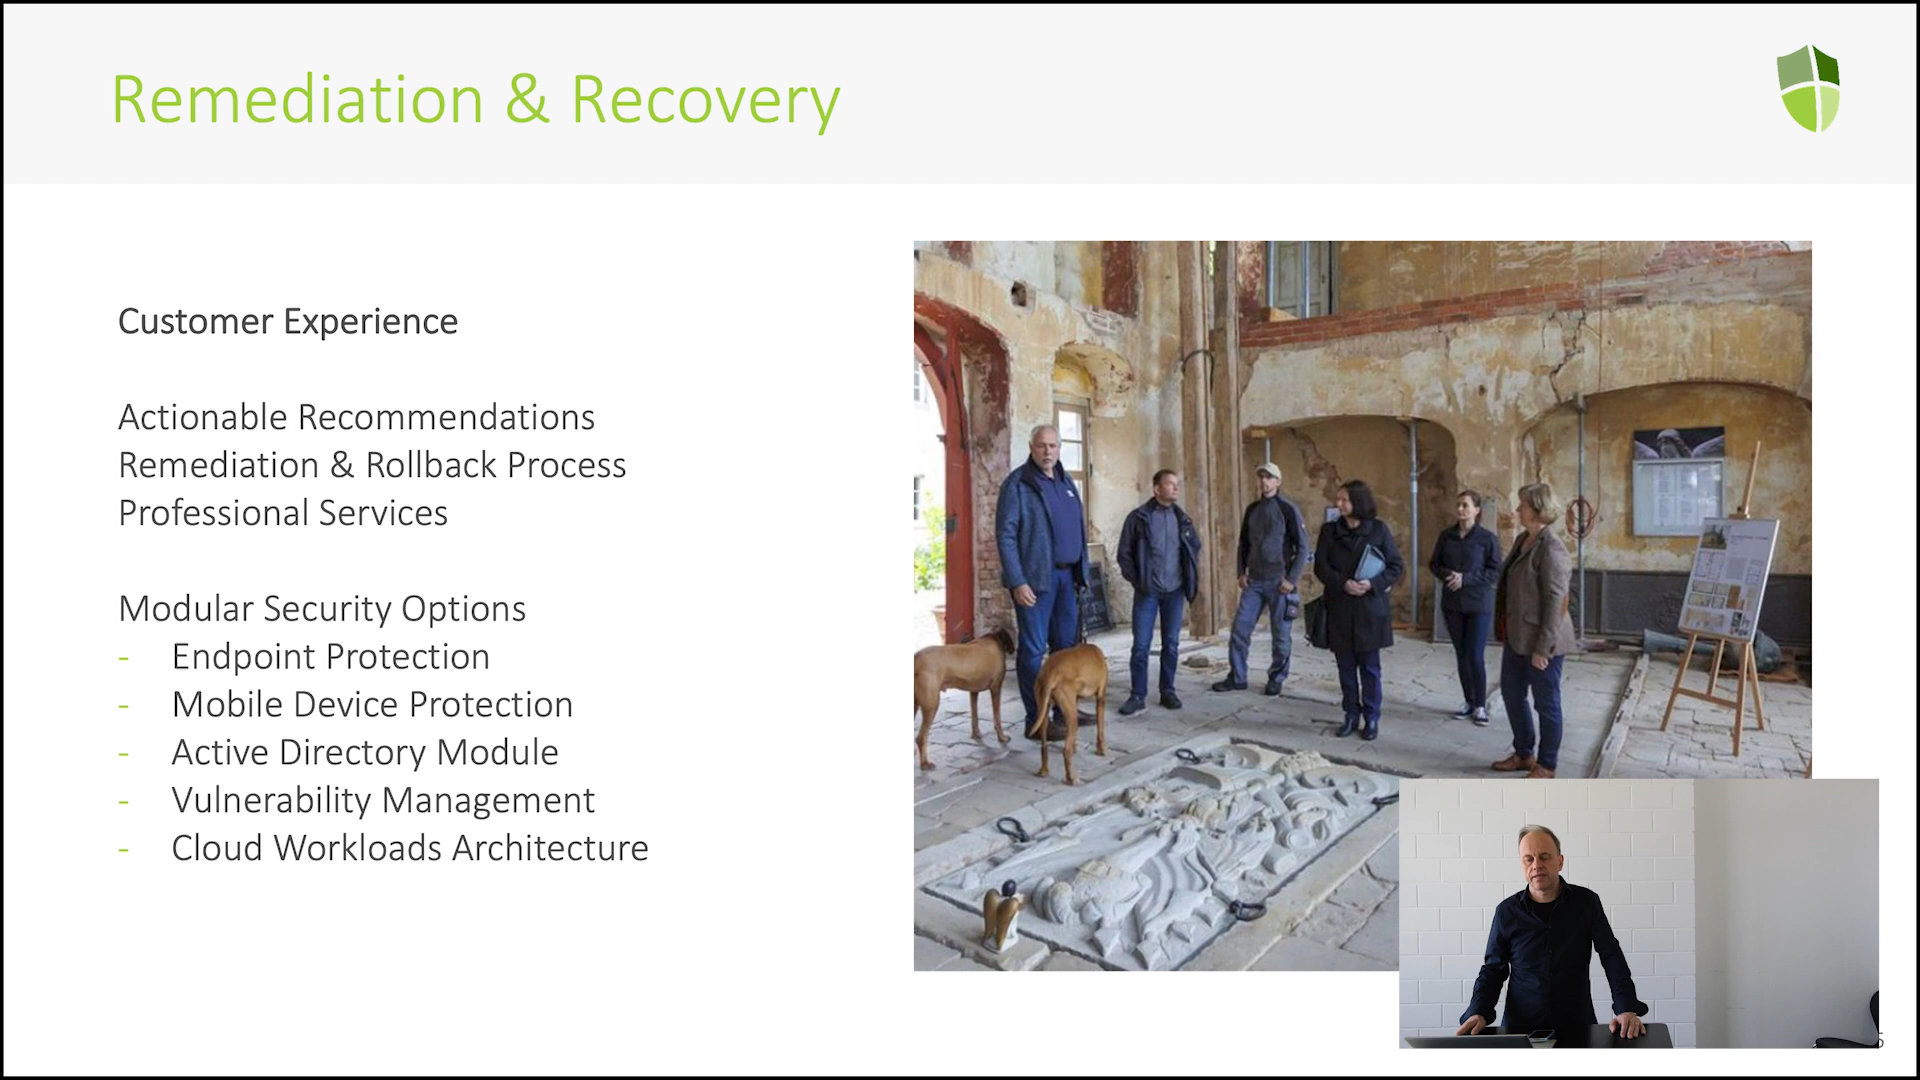 Remediation & Recovery
Customer Experience
Actionable Recommendations
Remediation & Rollback Process
Professional Services
Modular Security Options
- Endpoint Protection
- Mobile Device Protection
- Active Directory Module
- Vulnerability Management
- Cloud Workloads Architecture